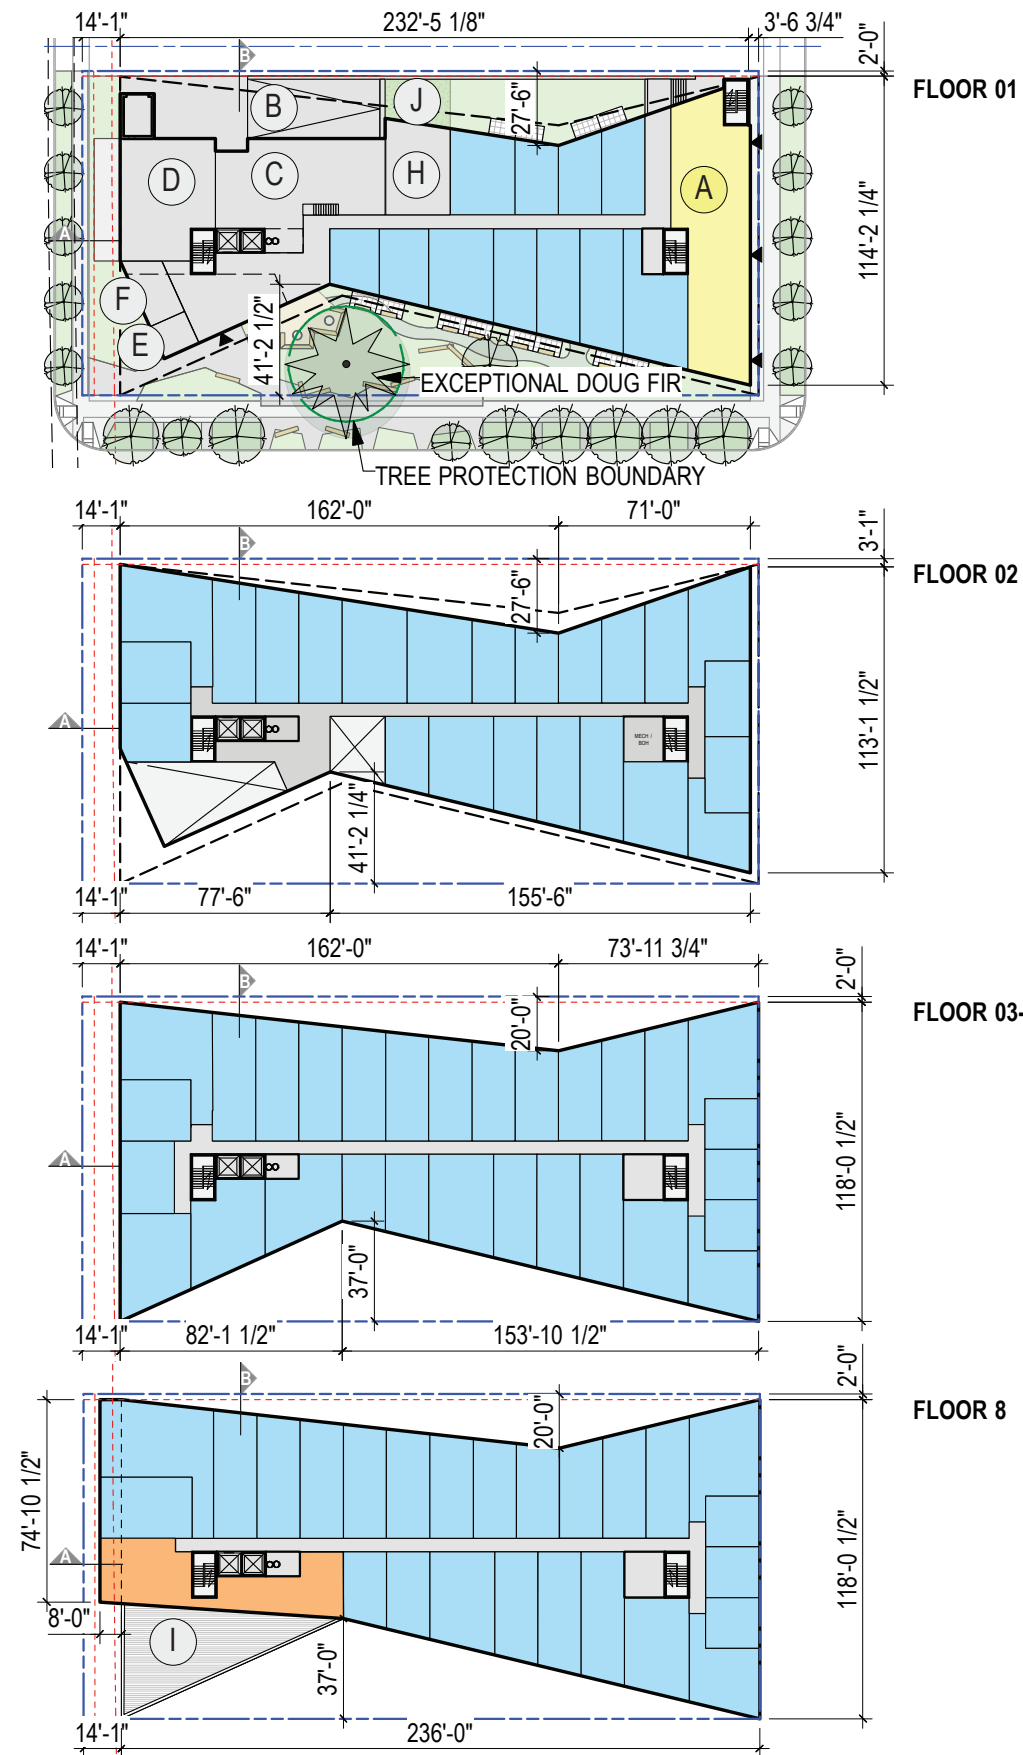 14'-1" 232'-5 1/8" 3'-6 3/4"
2'-0"
B
FLOOR 01
B J 27'-6"
D C H A
114'-2 1/4"
A
F
E
41'-2 1/2"
EXCEPTIONAL DOUG FIR
TREE PROTECTION BOUNDARY
14'-1" 162'-0" 71'-0"
3'-1"
B
FLOOR 02
27'-6"
113'-1 1/2"
A
MECH /
BOH
41'-2 1/4"
14'-1" 77'-6" 155'-6"
14'-1" 162'-0" 73'-11 3/4"
2'-0"
B
FLOOR 03-
20'-0"
118'-0 1/2"
A
37'-0"
14'-1" 82'-1 1/2" 153'-10 1/2"
2'-0"
B
FLOOR 8
20'-0"
74'-10 1/2"
118'-0 1/2"
A
8'-0"
I
37'-0"
14'-1" 236'-0"